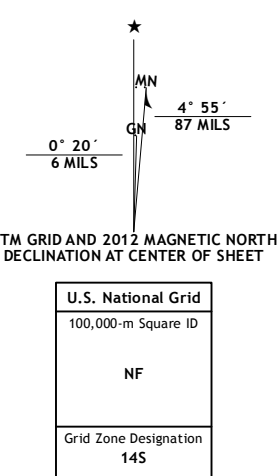 ★
MN
4° 55´
87 MILS
GN
0° 20´
6 MILS
TM GRID AND 2012 MAGNETIC NORTH
DECLINATION AT CENTER OF SHEET
U.S. National Grid
100,000-m Square ID
NF
Grid Zone Designation
14S